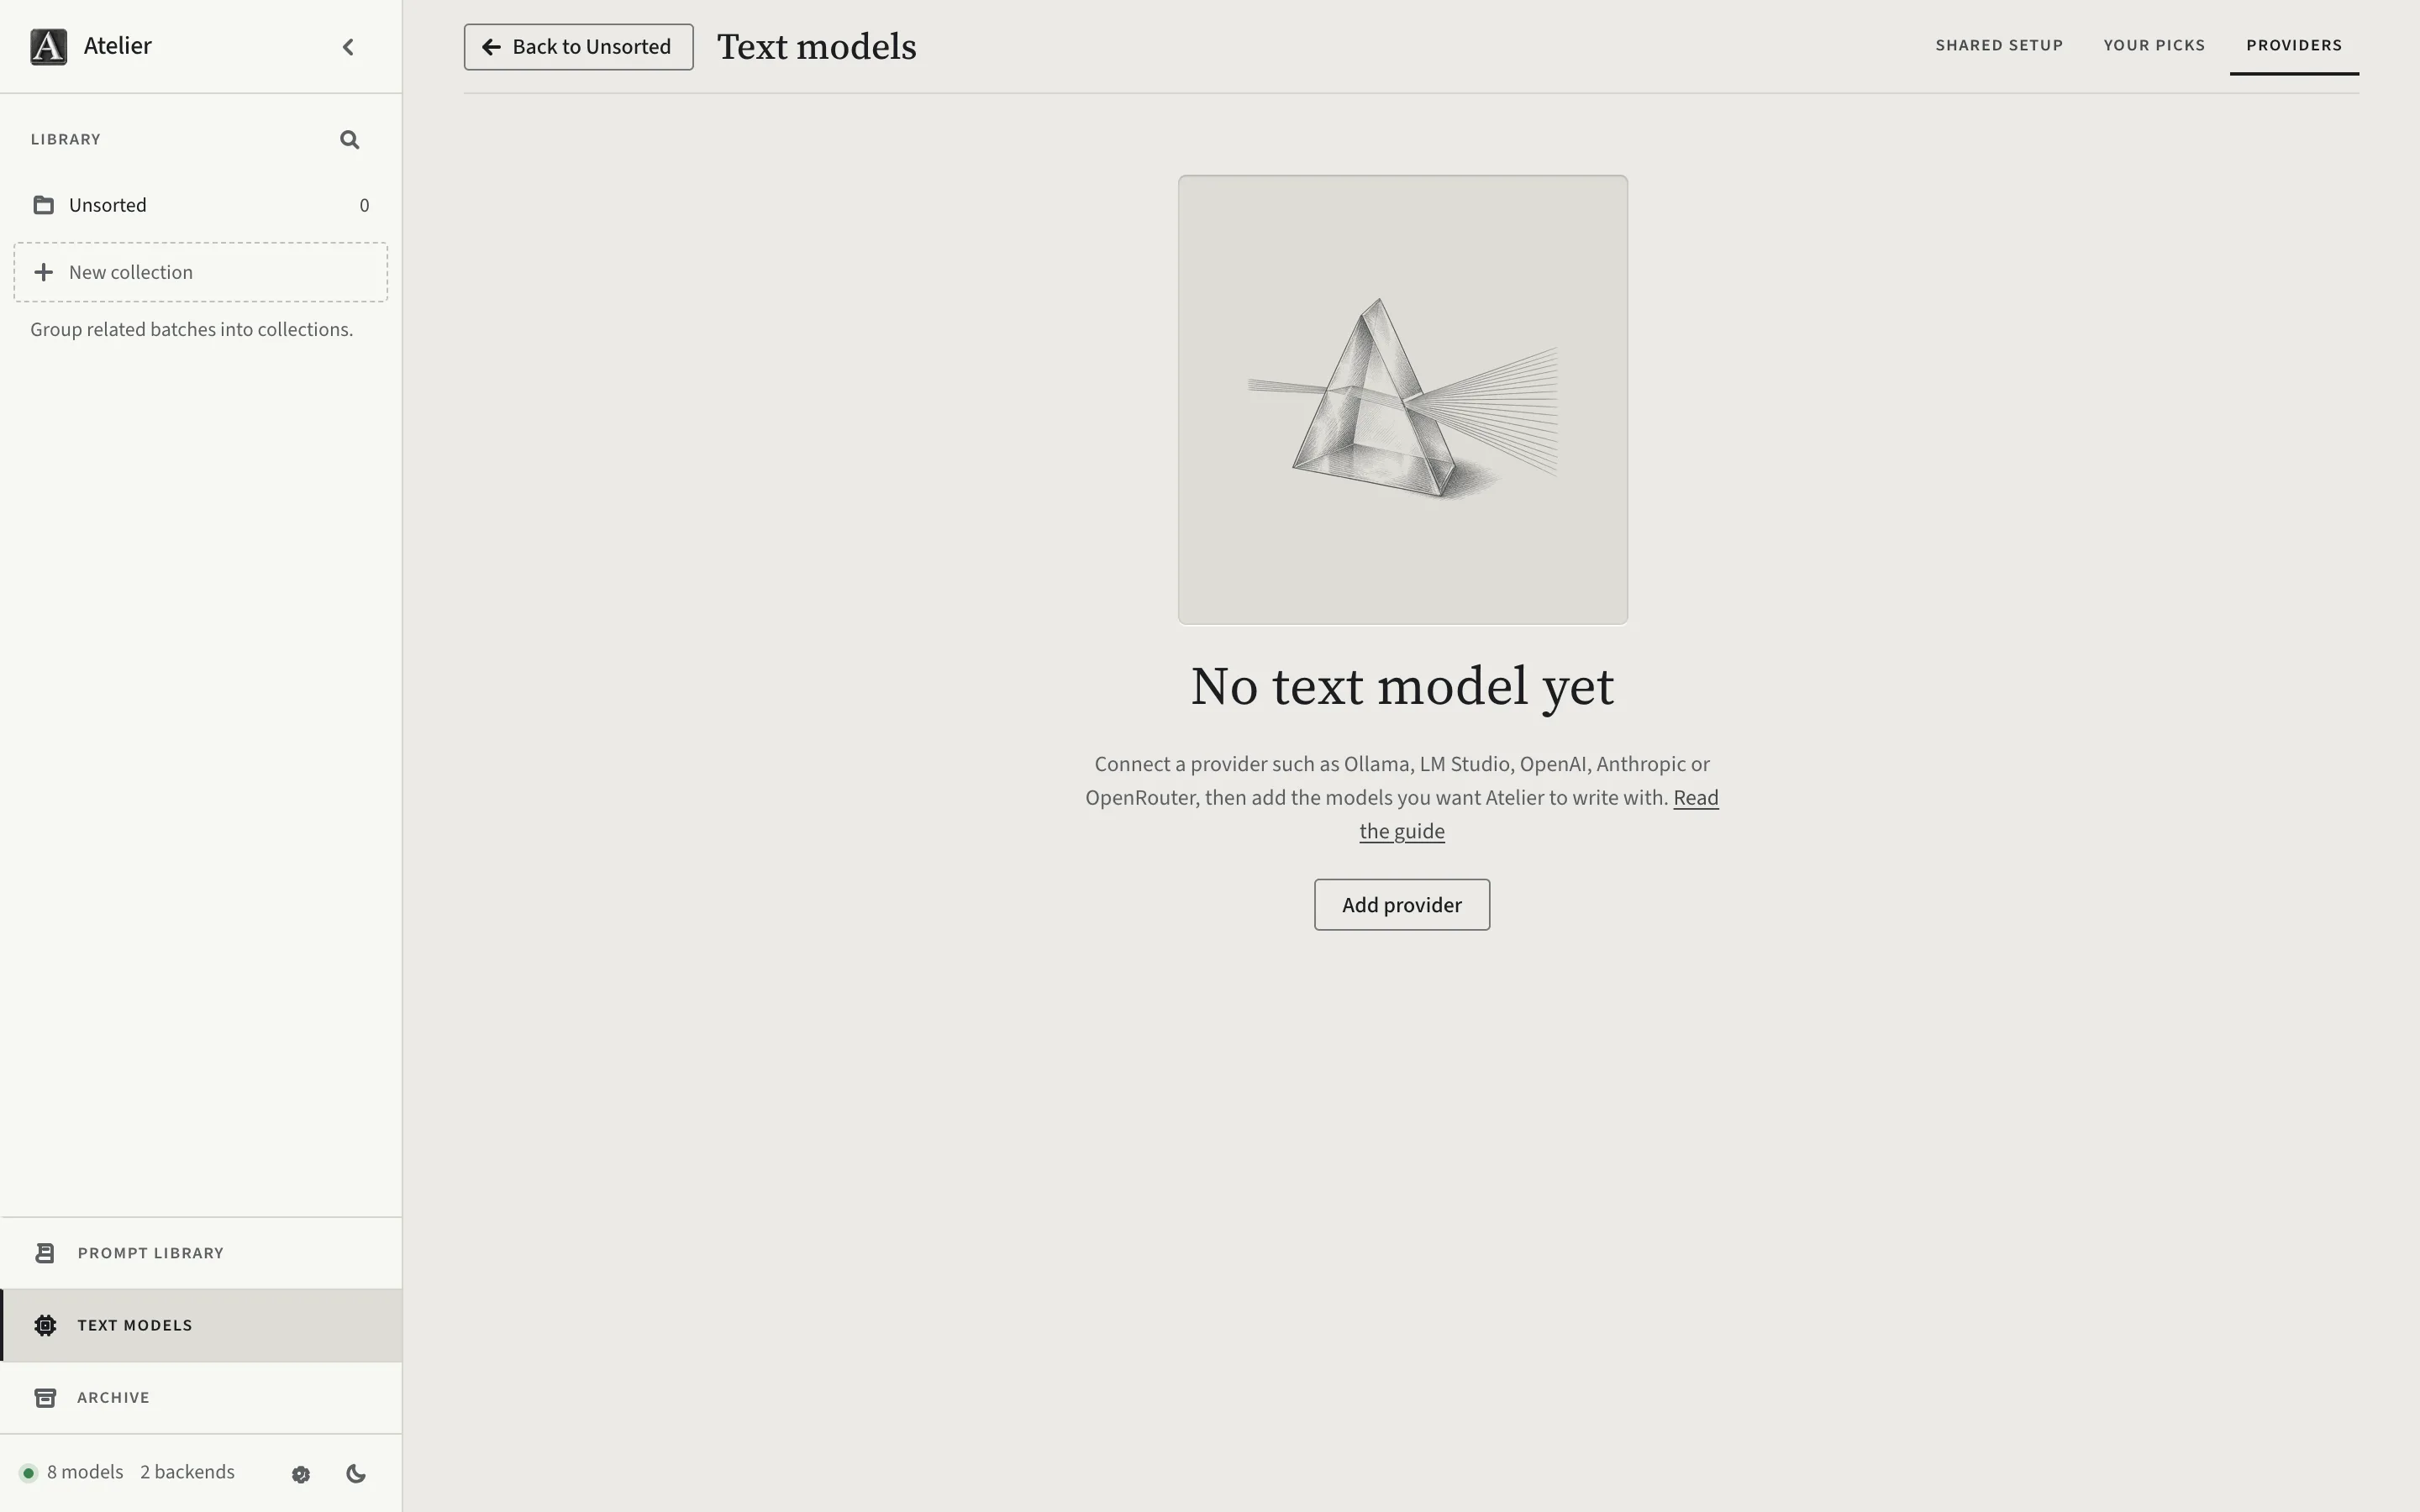 Atelier
LIBRARY
Unsorted 0
New collection
Group related batches into collections.
PROMPT LIBRARY
TEXT MODELS
ARCHIVE
8 models 2 backends
Back to Unsorted
Text models
SHARED SETUP
YOUR PICKS
PROVIDERS
No text model yet
Connect a provider such as Ollama, LM Studio, OpenAI, Anthropic or
OpenRouter, then add the models you want Atelier to write with. Read
the guide
Add provider